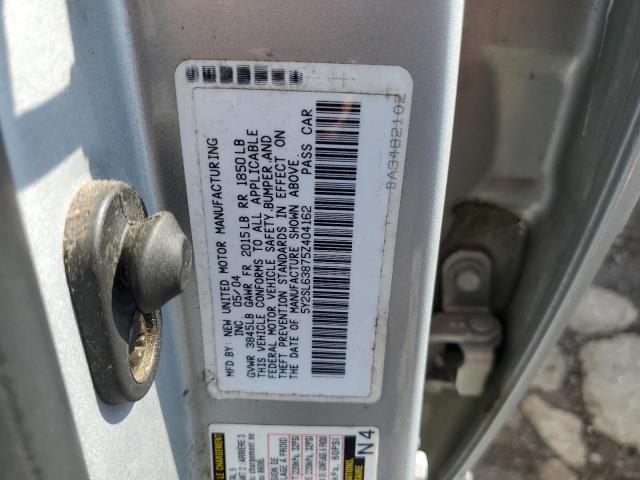 MFD BY: NEW UNITED MOTOR MANUFACTURING
INC 05/04
GVWR 3845LB GAWR FR 2015LB RR 1850LB
THIS VEHICLE CONFORMS TO ALL APPLICABLE
FEDERAL MOTOR VEHICLE SAFETY,BUMPER,AND
THEFT PREVENTION STANDARDS IN EFFECT ON
THE DATE OF MANUFACTURE SHOWN ABOVE.
5Y2SL63875Z404162 PASS CAR
BA3482102
LE CHARGEMENT
N4